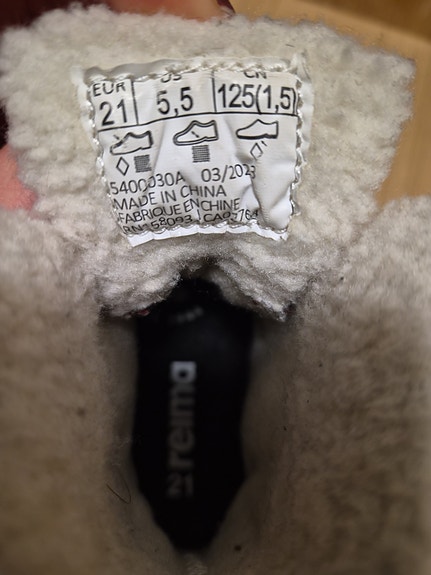 EUR US CN
21 5,5 125(1,5)
5400030A 03/2023
MADE IN CHINA
FABRIQUE EN CHINE
reima
21